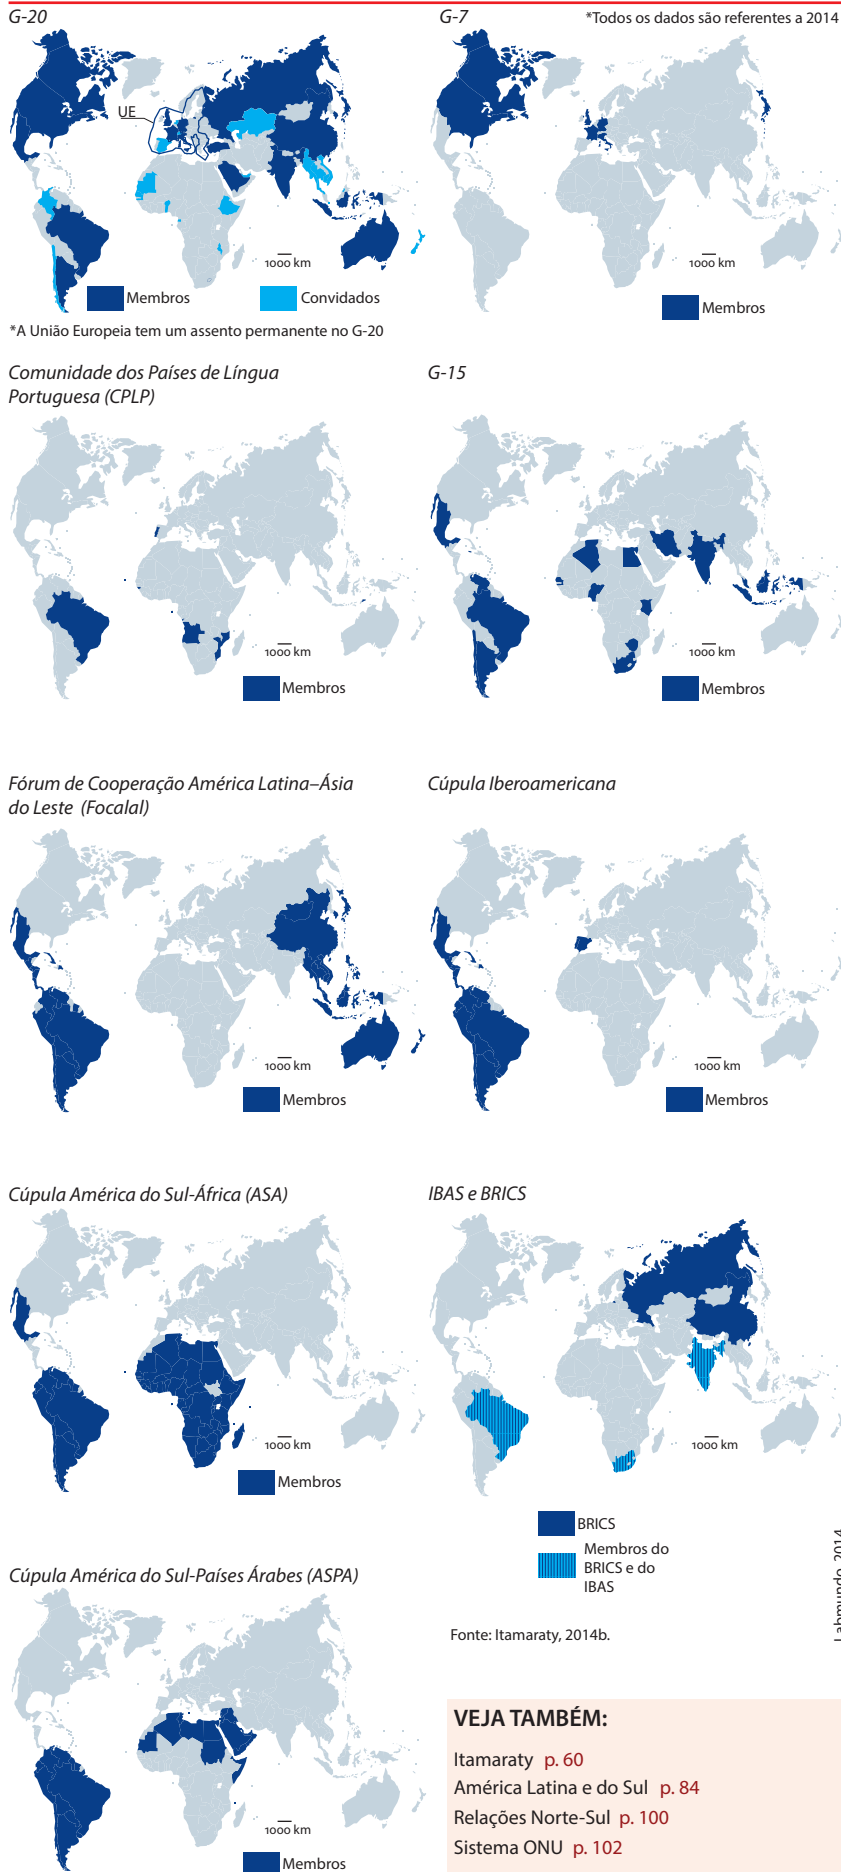 G-20
G-7
*Todos os dados são referentes a 2014
UE
1000 km
Membros
Convidados
*A União Europeia tem um assento permanente no G-20
1000 km
Membros
Comunidade dos Países de Língua
Portuguesa (CPLP)
1000 km
Membros
G-15
1000 km
Membros
Fórum de Cooperação América Latina–Ásia
do Leste (Focalal)
1000 km
Membros
Cúpula Iberoamericana
1000 km
Membros
Cúpula América do Sul-África (ASA)
1000 km
Membros
IBAS e BRICS
1000 km
BRICS
Membros do
BRICS e do
IBAS
Fonte: Itamaraty, 2014b.
Labmundo, 2014
Cúpula América do Sul-Países Árabes (ASPA)
1000 km
Membros
VEJA TAMBÉM:
Itamaraty p. 60
América Latina e do Sul p. 84
Relações Norte-Sul p. 100
Sistema ONU p. 102